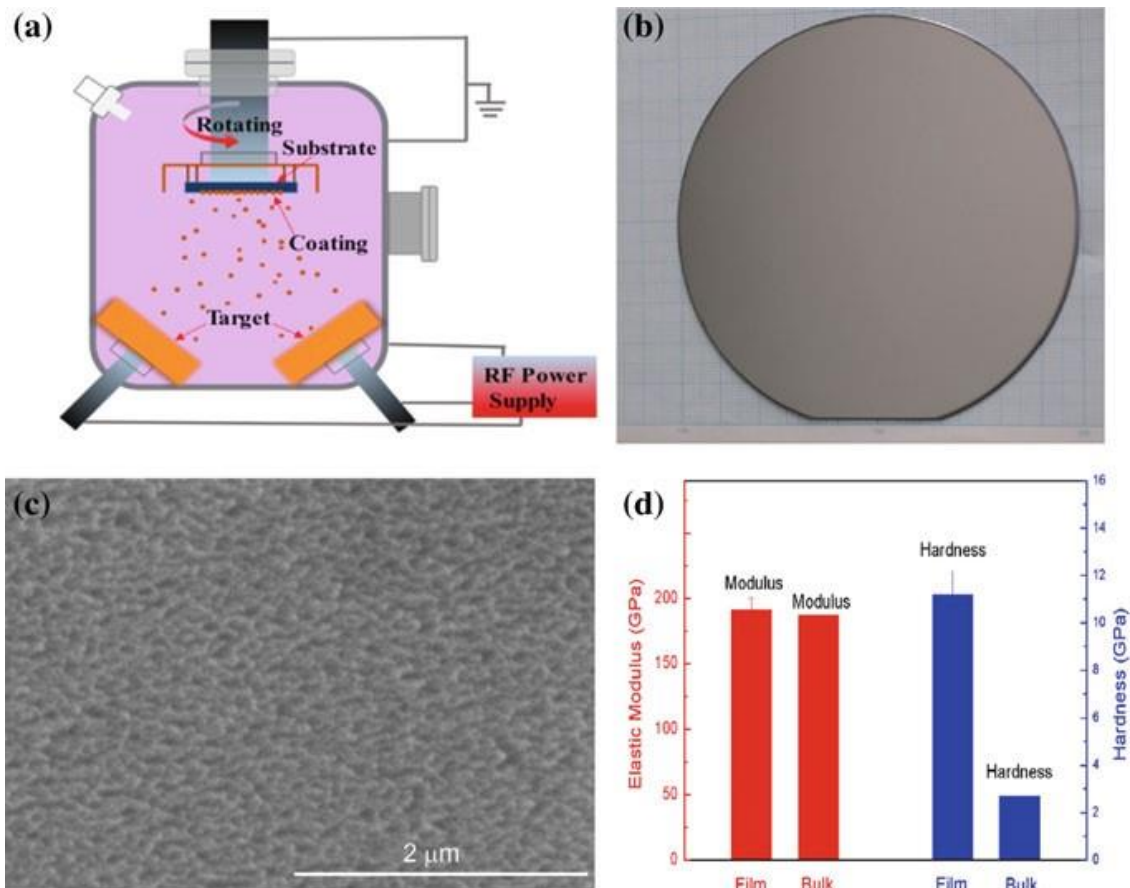 (a)
Rotating
Substrate
Coating
Target
RF Power
Supply
(b)
(c)
2 μm
(d)
Elastic Modulus (GPa)
200
150
100
50
0
Modulus
Modulus
Hardness
Hardness
16
14
12
10
8
6
4
2
0
Hardness (GPa)
Film
Bulk
Film
Bulk